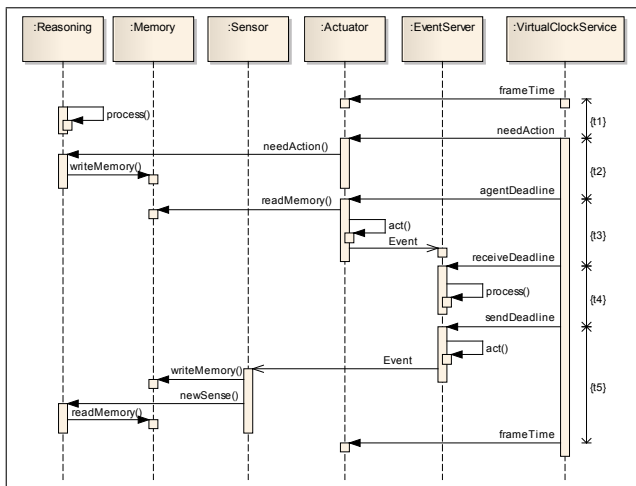 :Reasoning :Memory :Sensor :Actuator :EventServer :VirtualClockService
frameTime
process()
{t1}
needAction
needAction()
writeMemory()
{t2}
agentDeadline
readMemory()
act()
{t3}
Event
receiveDeadline
process()
{t4}
sendDeadline
act()
Event
writeMemory()
{t5}
newSense()
readMemory()
frameTime